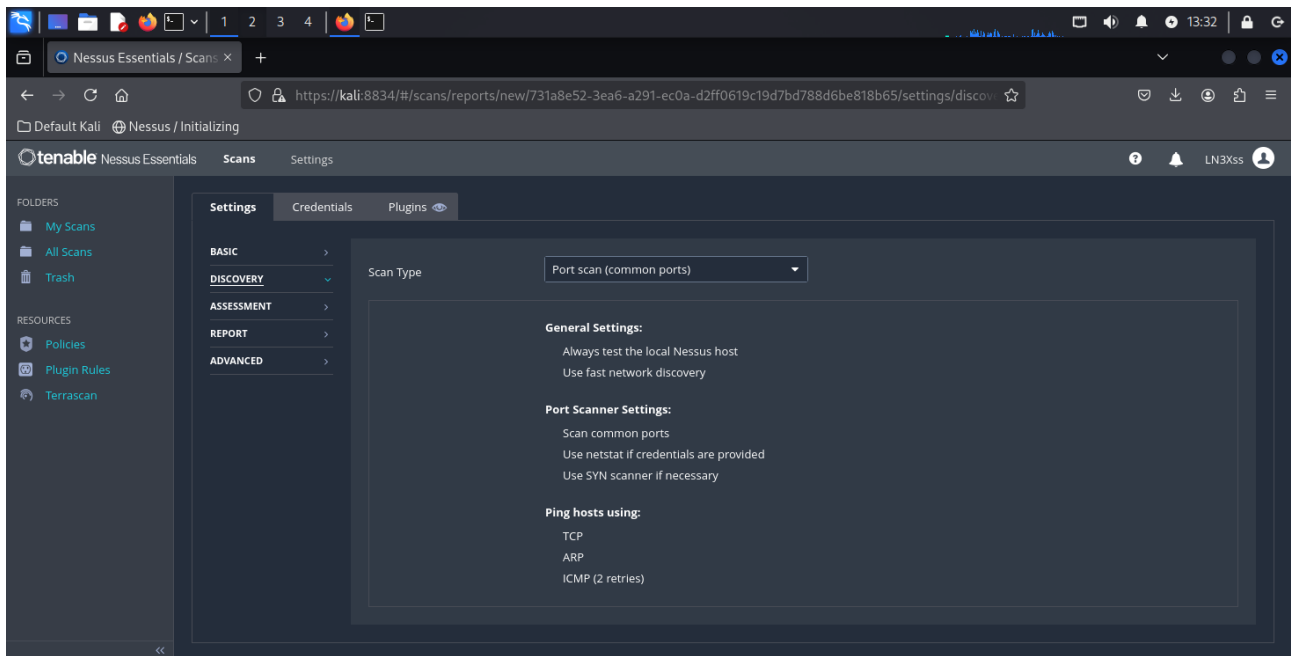 1 2 3 4 13:32
Nessus Essentials / Scans
https://kali:8834/#/scans/reports/new/731a8e52-3ea6-a291-ec0a-d2ff0619c19d7bd788d6be818b65/settings/discov
Default Kali Nessus / Initializing
tenable Nessus Essentials Scans Settings LN3Xss
FOLDERS
My Scans
All Scans
Trash
RESOURCES
Policies
Plugin Rules
Terrascan
Settings Credentials Plugins
BASIC
DISCOVERY
ASSESSMENT
REPORT
ADVANCED
Scan Type Port scan (common ports)
General Settings:
Always test the local Nessus host
Use fast network discovery
Port Scanner Settings:
Scan common ports
Use netstat if credentials are provided
Use SYN scanner if necessary
Ping hosts using:
TCP
ARP
ICMP (2 retries)